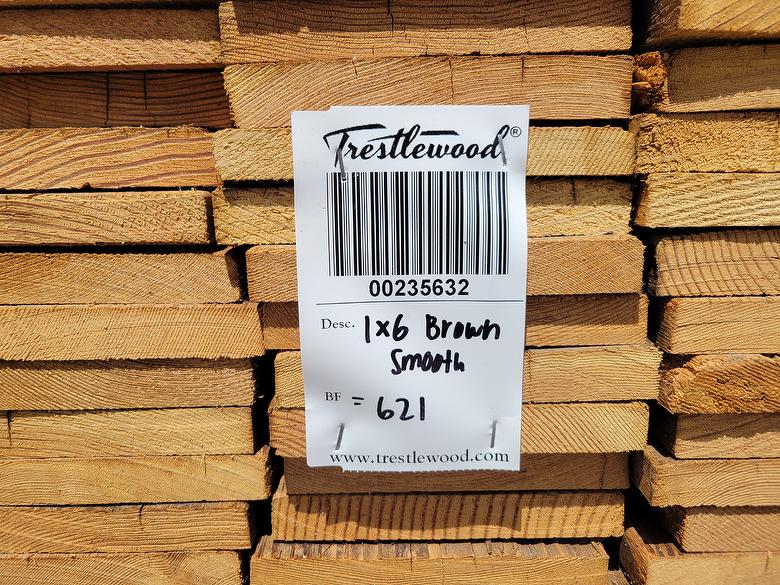 Trestlewood®
00235632
Desc. 1x6 Brown
Smooth
BF = 621
www.trestlewood.com